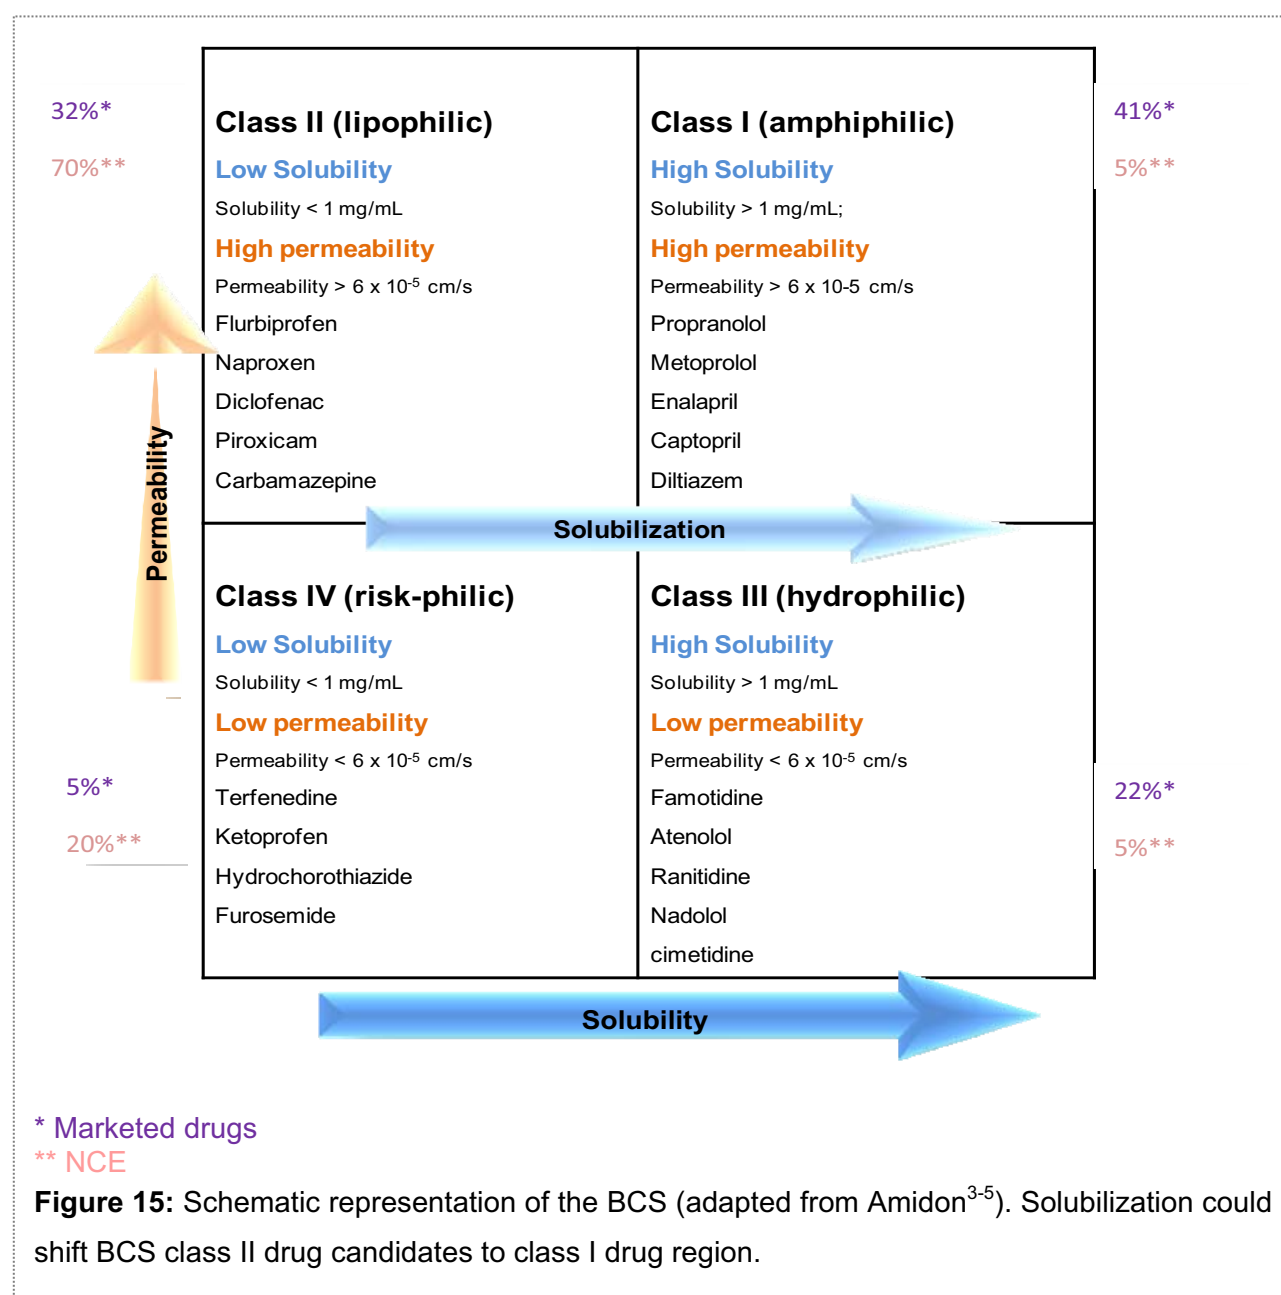 32%*
70%**
Class II (lipophilic)
Low Solubility
Solubility < 1 mg/mL
High permeability
Permeability > 6 x 10-5 cm/s
Flurbiprofen
Naproxen
Diclofenac
Piroxicam
Carbamazepine
Class I (amphiphilic)
High Solubility
Solubility > 1 mg/mL;
High permeability
Permeability > 6 x 10-5 cm/s
Propranolol
Metoprolol
Enalapril
Captopril
Diltiazem
41%*
5%**
Permeability
Solubilization
5%*
20%**
Class IV (risk-philic)
Low Solubility
Solubility < 1 mg/mL
Low permeability
Permeability < 6 x 10-5 cm/s
Terfenedine
Ketoprofen
Hydrochorothiazide
Furosemide
Class III (hydrophilic)
High Solubility
Solubility > 1 mg/mL
Low permeability
Permeability < 6 x 10-5 cm/s
Famotidine
Atenolol
Ranitidine
Nadolol
cimetidine
22%*
5%**
Solubility
* Marketed drugs
** NCE
Figure 15: Schematic representation of the BCS (adapted from Amidon3-5). Solubilization could
shift BCS class II drug candidates to class I drug region.